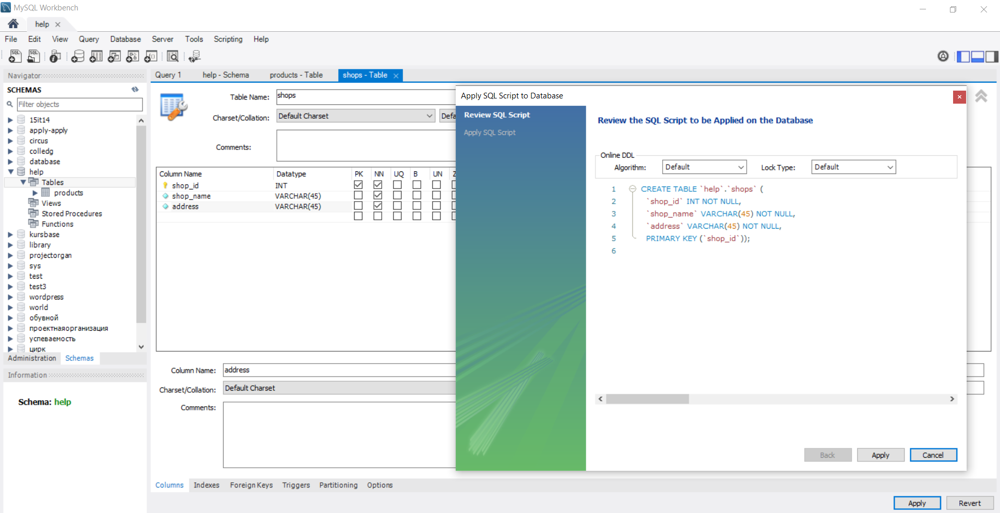 MySQL Workbench
help
File Edit View Query Database Server Tools Scripting Help
Navigator
SCHEMAS
Filter objects
15it14
apply-apply
circus
colledg
database
help
Tables
products
Views
Stored Procedures
Functions
kursbase
library
projectorgan
sys
test
test3
wordpress
world
обувной
проектнаяорганизация
успеваемость
цирк
Administration Schemas
Information
Schema: help
Query 1 help - Schema products - Table shops - Table
Table Name: shops
Charset/Collation: Default Charset Defa
Comments:
Column Name Datatype PK NN UQ B UN Z
shop_id INT
shop_name VARCHAR(45)
address VARCHAR(45)
Column Name: address
Charset/Collation: Default Charset
Comments:
Columns Indexes Foreign Keys Triggers Partitioning Options
Apply Revert
Apply SQL Script to Database
Review SQL Script
Apply SQL Script
Review the SQL Script to be Applied on the Database
Online DDL
Algorithm: Default Lock Type: Default
1 CREATE TABLE `help`.`shops` (
2 `shop_id` INT NOT NULL,
3 `shop_name` VARCHAR(45) NOT NULL,
4 `address` VARCHAR(45) NOT NULL,
5 PRIMARY KEY (`shop_id`));
6
Back Apply Cancel